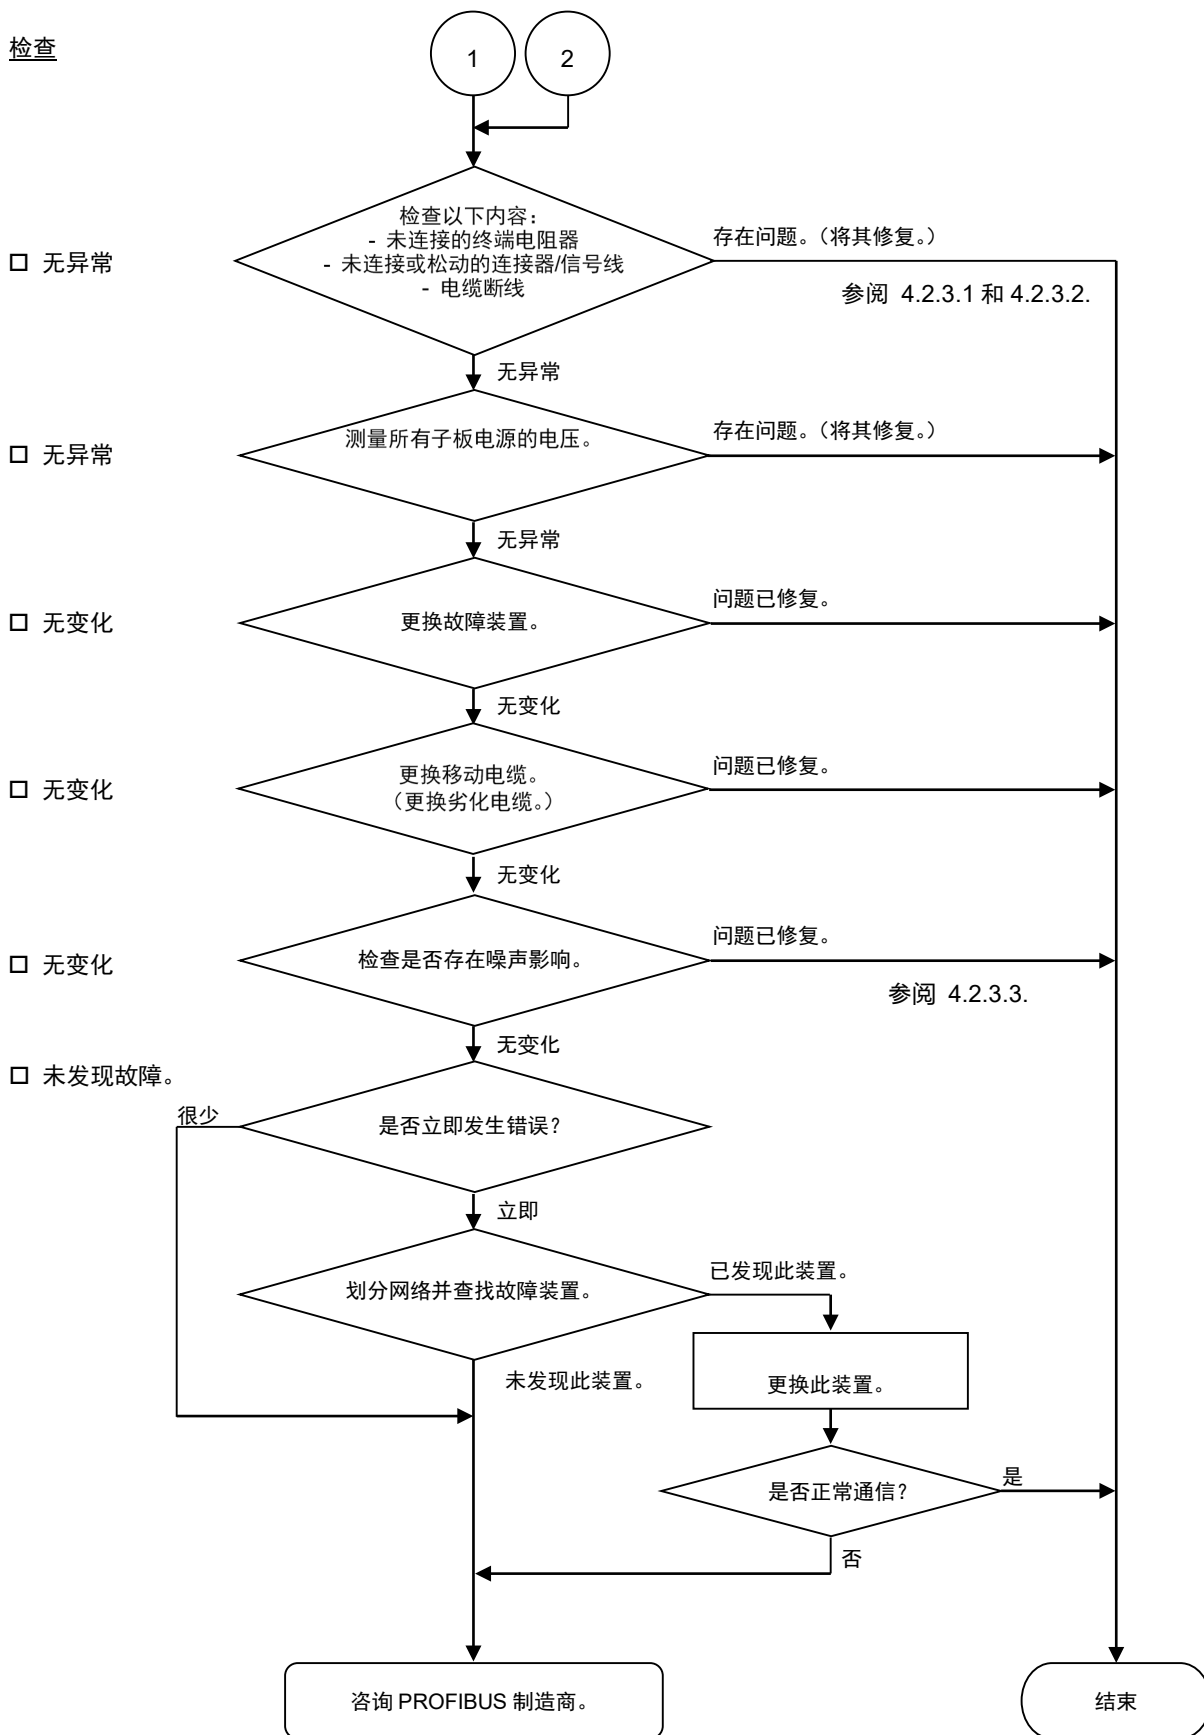 检查
1
2
检查以下内容：
- 未连接的终端电阻器
- 未连接或松动的连接器/信号线
- 电缆断线
存在问题。（将其修复。）
□ 无异常
参阅 4.2.3.1 和 4.2.3.2.
无异常
测量所有子板电源的电压。
存在问题。（将其修复。）
□ 无异常
无异常
更换故障装置。
问题已修复。
□ 无变化
无变化
更换移动电缆。
（更换劣化电缆。）
问题已修复。
□ 无变化
无变化
检查是否存在噪声影响。
问题已修复。
□ 无变化
参阅 4.2.3.3.
无变化
□ 未发现故障。
很少
是否立即发生错误？
立即
划分网络并查找故障装置。
已发现此装置。
未发现此装置。
更换此装置。
是否正常通信？
是
否
咨询 PROFIBUS 制造商。
结束